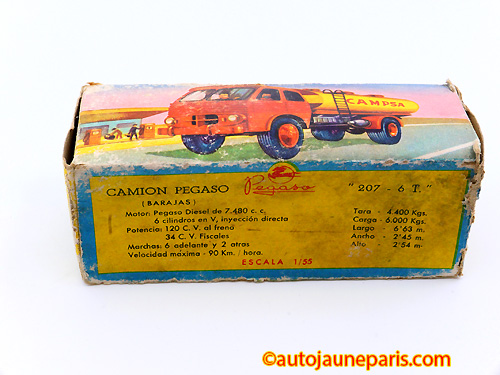 CAMPSA
CAMION PEGASO Pegaso "207 - 6 T."
(BARAJAS)
Motor: Pegaso Diesel de 7.480 c. c.
6 cilindros en V, inyección directa
Potencia: 120 C. V. al freno
34 C. V. Fiscales
Marchas: 6 adelante y 2 atras
Velocidad máxima - 90 Km. / hora.
Tara - 4.400 Kgs.
Carga - 6.000 Kgs.
Largo - 6'63 m.
Ancho - 2'45 m.
Alto - 2'54 m.
ESCALA 1/55
©autojauneparis.com